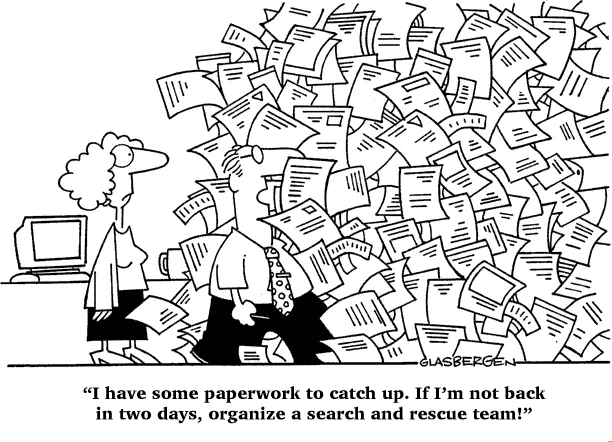 GLASBERGEN
“I have some paperwork to catch up. If I’m not back
in two days, organize a search and rescue team!”